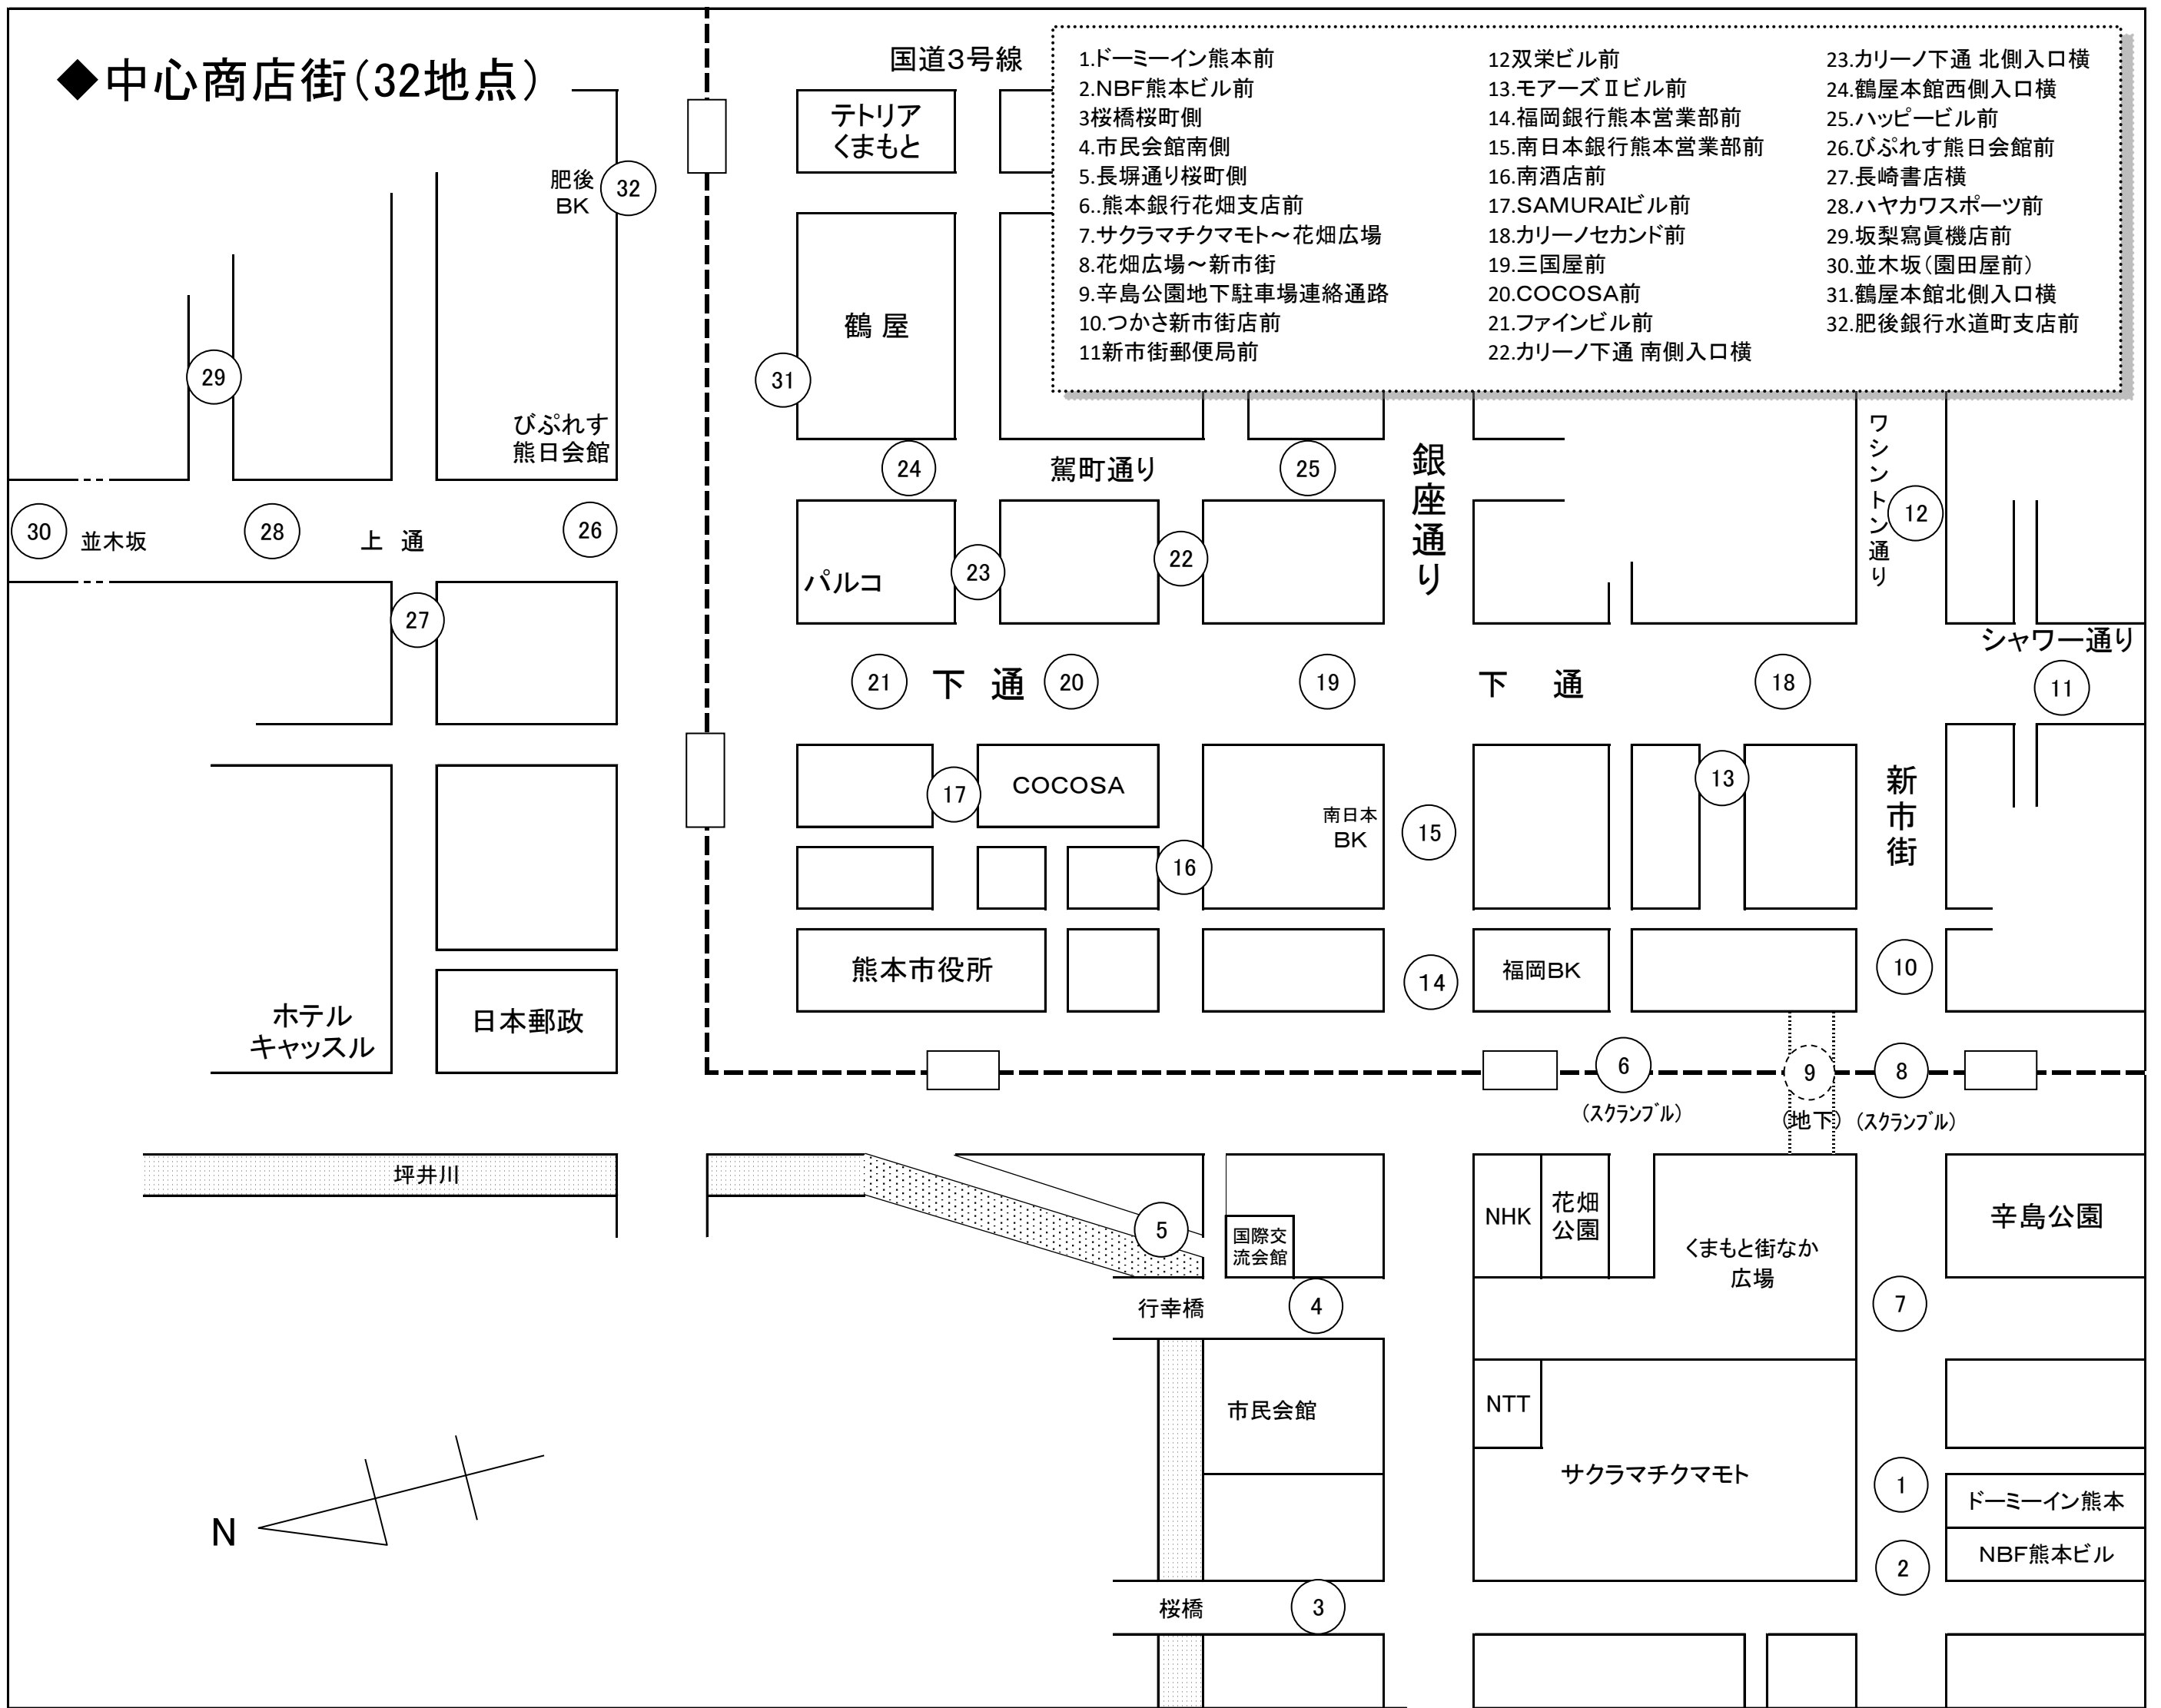 ◆中心商店街(32地点)
国道3号線
1.ドーミーイン熊本前
2.NBF熊本ビル前
3桜橋桜町側
4.市民会館南側
5.長塀通り桜町側
6..熊本銀行花畑支店前
7.サクラマチクマモト～花畑広場
8.花畑広場～新市街
9.辛島公園地下駐車場連絡通路
10.つかさ新市街店前
11新市街郵便局前
12双栄ビル前
13.モアーズⅡビル前
14.福岡銀行熊本営業部前
15.南日本銀行熊本営業部前
16.南酒店前
17.SAMURAIビル前
18.カリーノセカンド前
19.三国屋前
20.COCOSA前
21.ファインビル前
22.カリーノ下通 南側入口横
23.カリーノ下通 北側入口横
24.鶴屋本館西側入口横
25.ハッピービル前
26.びぷれす熊日会館前
27.長崎書店横
28.ハヤカワスポーツ前
29.坂梨寫眞機店前
30.並木坂(園田屋前)
31.鶴屋本館北側入口横
32.肥後銀行水道町支店前
テトリア
くまもと
肥後
BK
32
鶴 屋
31
29
びぷれす
熊日会館
24
駕町通り
25
銀座通り
ワシントン通り
12
30
並木坂
28
上 通
26
パルコ
23
22
27
シャワー通り
21
下 通
20
19
下 通
18
11
17
COCOSA
南日本
BK
15
13
新市街
16
熊本市役所
14
福岡BK
10
ホテル
キャッスル
日本郵政
6
9
8
(スクランブル)
(地下)
(スクランブル)
坪井川
5
国際交
流会館
NHK
花畑
公園
くまもと街なか
広場
辛島公園
行幸橋
4
7
市民会館
NTT
サクラマチクマモト
1
ドーミーイン熊本
N
2
NBF熊本ビル
桜橋
3